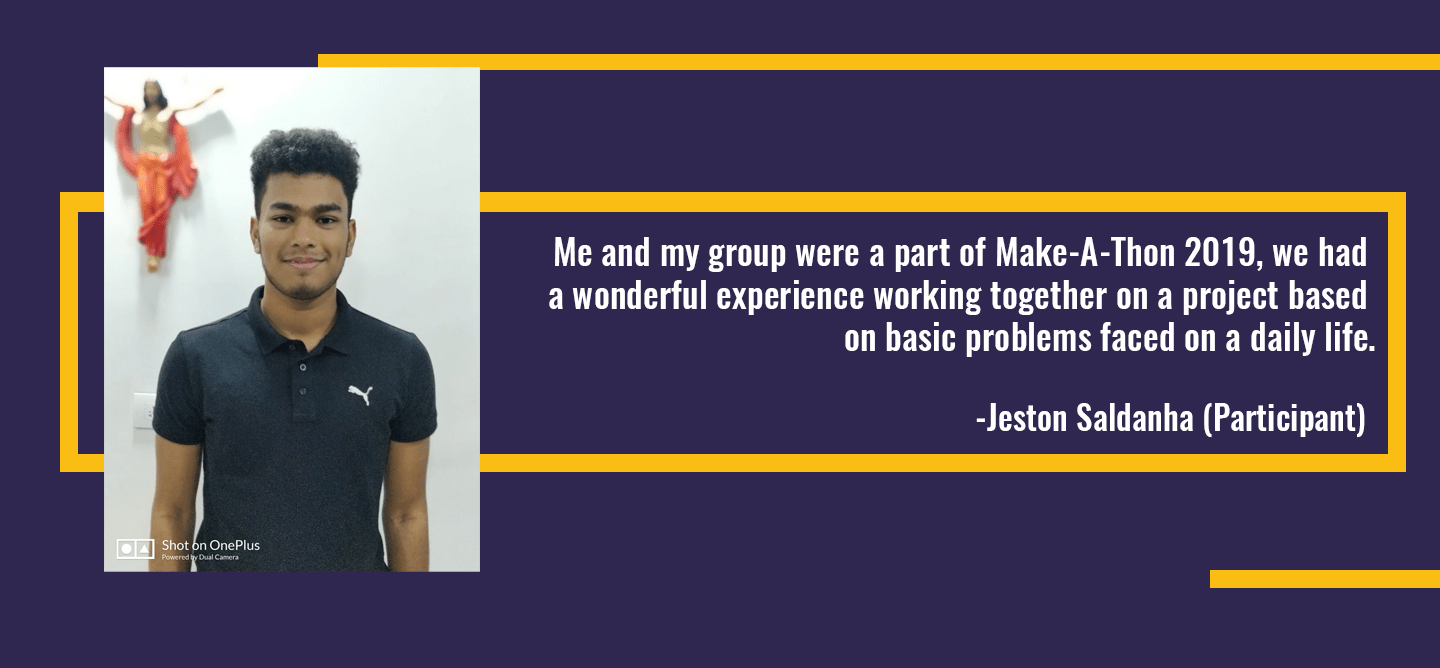 Me and my group were a part of Make-A-Thon 2019, we had
a wonderful experience working together on a project based
on basic problems faced on a daily life.
-Jeston Saldanha (Participant)
Shot on OnePlus
Powered by Dual Camera